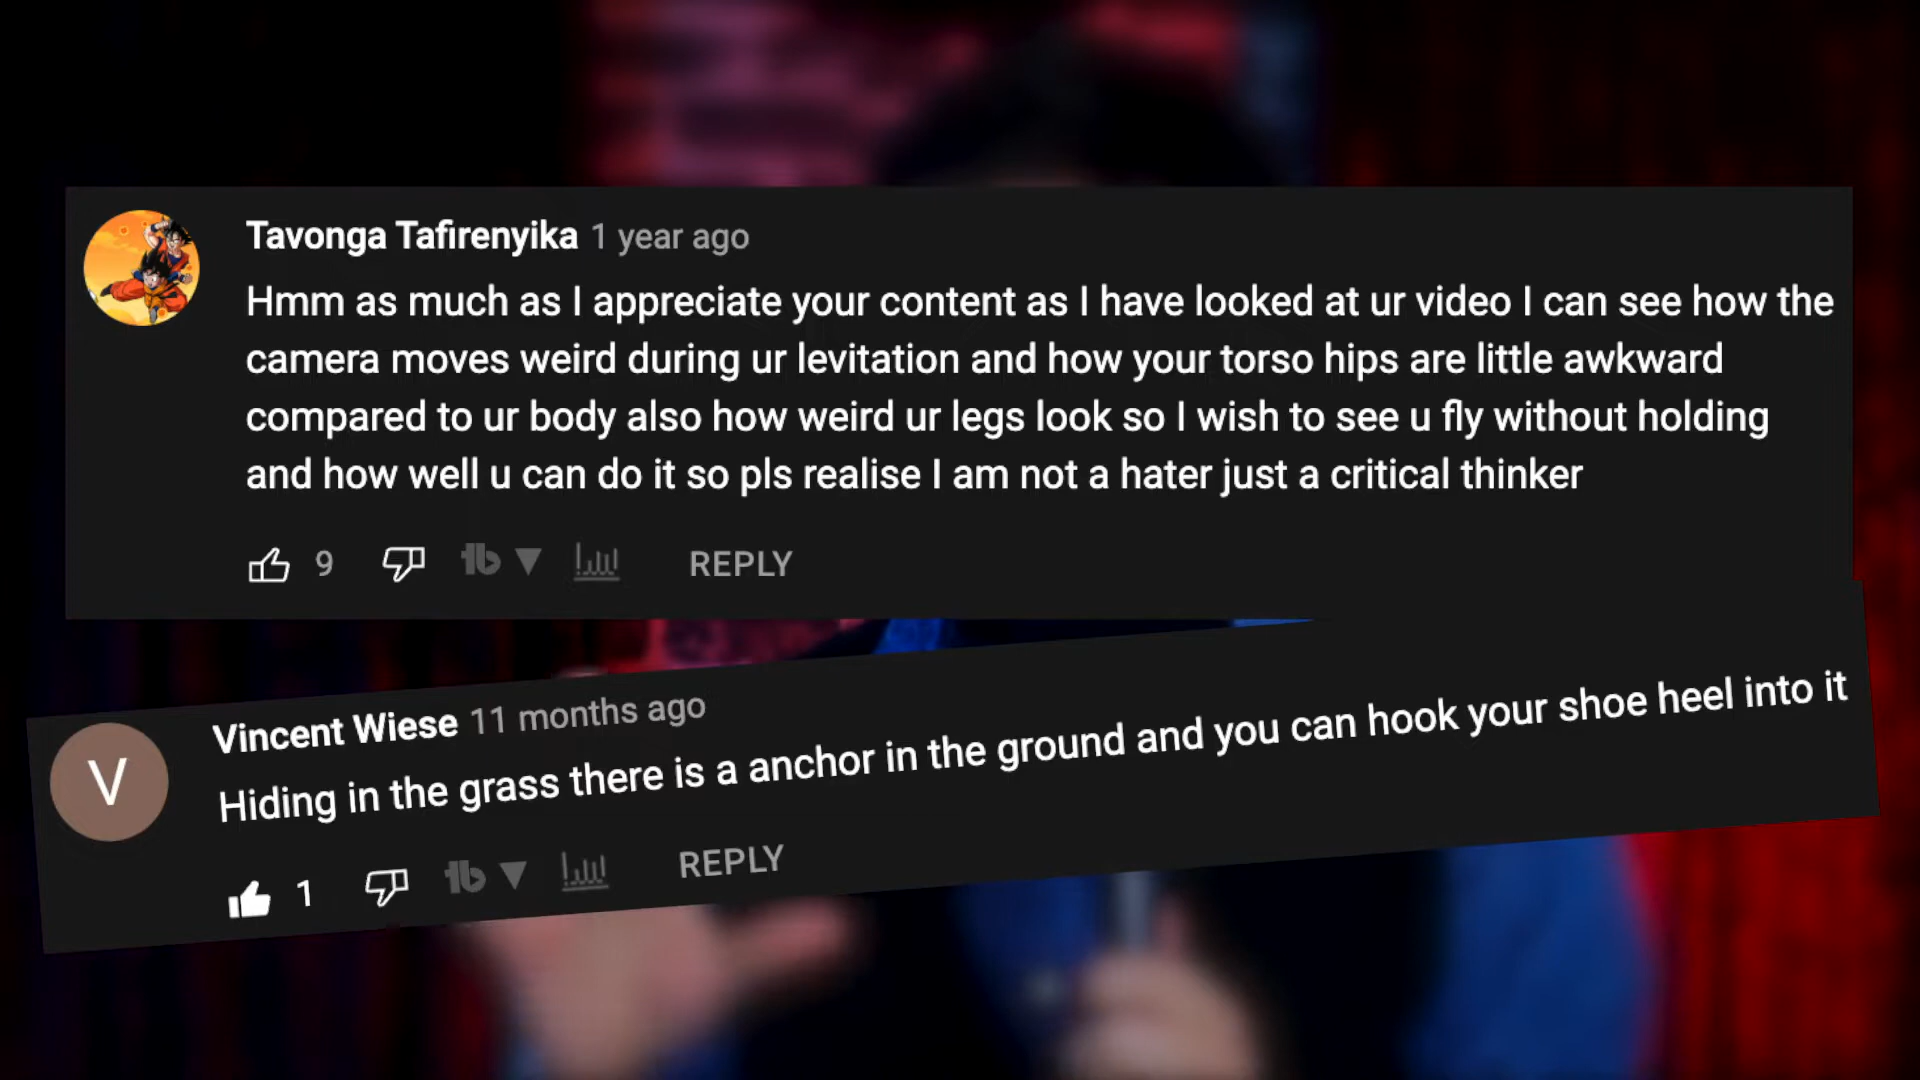 Tavonga Tafirenyika 1 year ago
Hmm as much as I appreciate your content as I have looked at ur video I can see how the
camera moves weird during ur levitation and how your torso hips are little awkward
compared to ur body also how weird ur legs look so I wish to see u fly without holding
and how well u can do it so pls realise I am not a hater just a critical thinker
9 tb REPLY
Vincent Wiese 11 months ago
V
Hiding in the grass there is a anchor in the ground and you can hook your shoe heel into it
1 tb REPLY